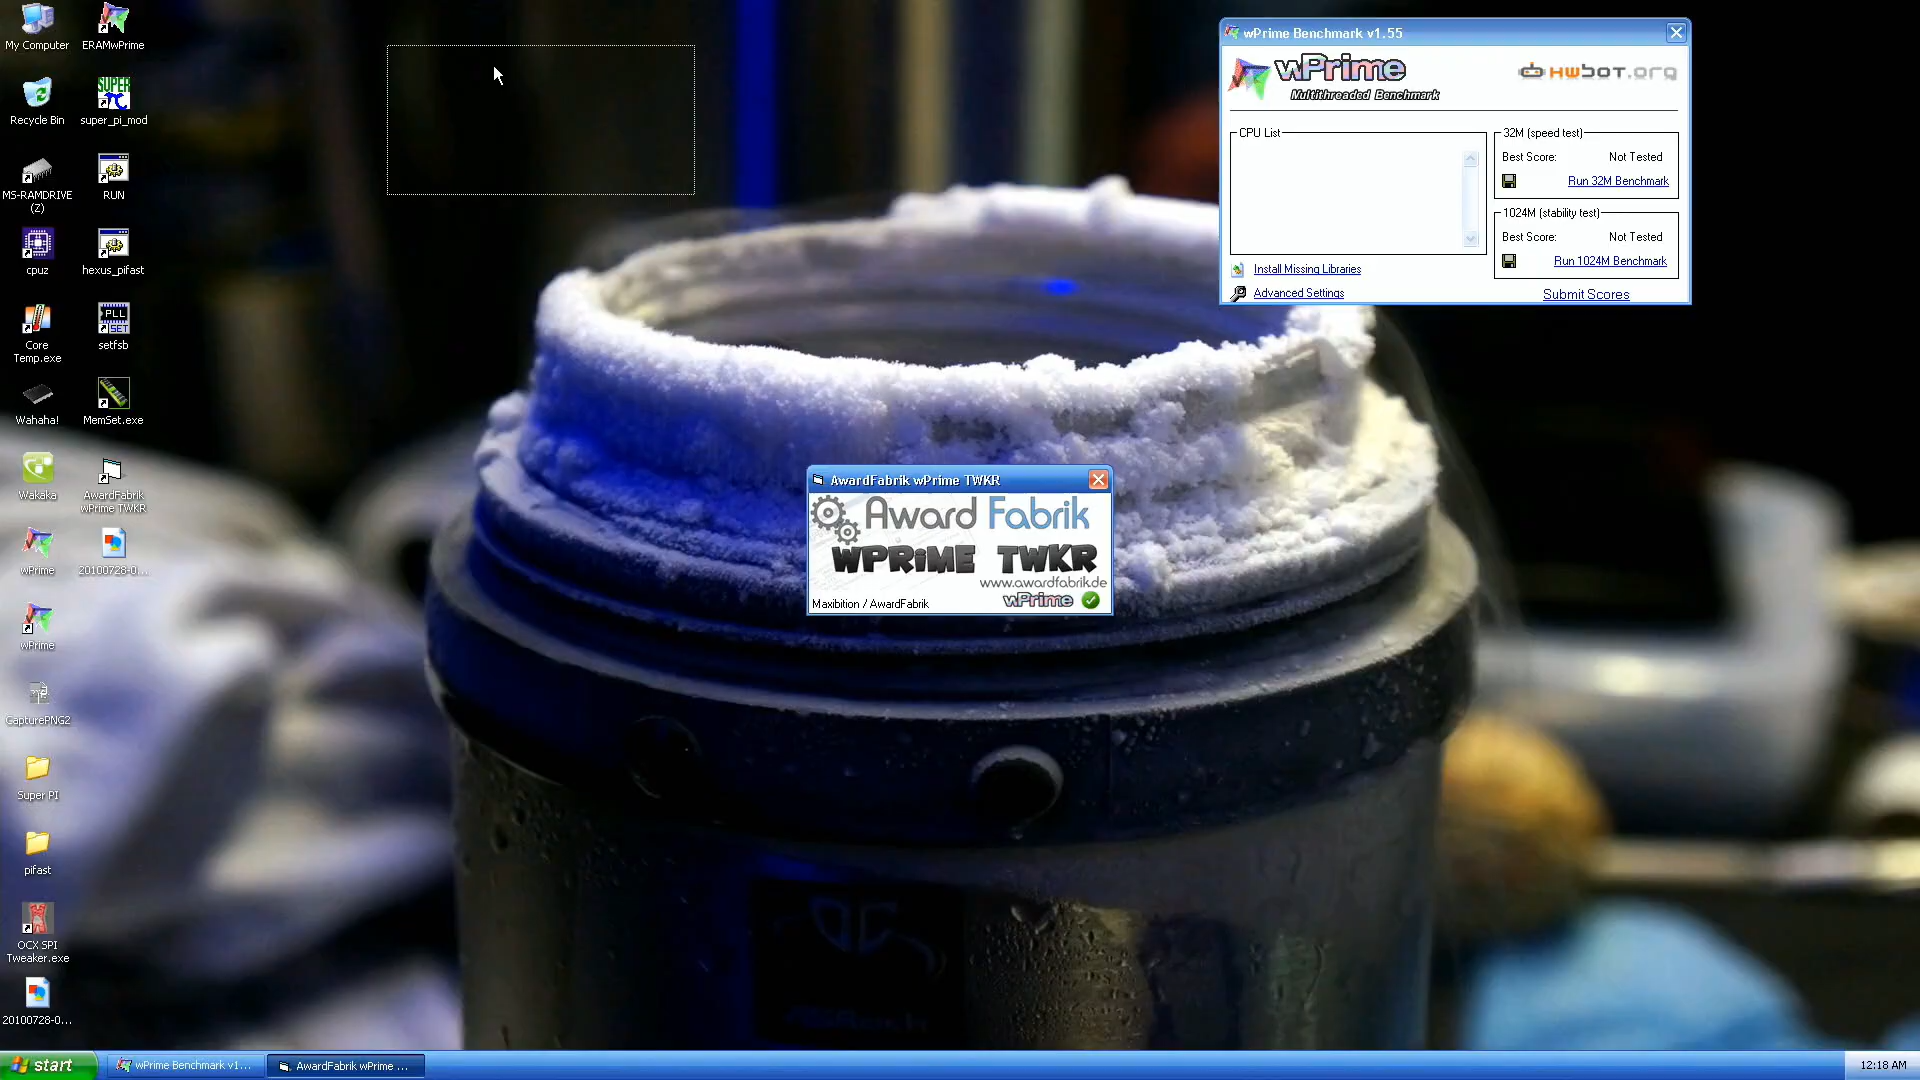 My Computer
ERAMwPrime
Recycle Bin
SUPER
super_pi_mod
MS-RAMDRIVE
(Z)
RUN
cpuz
hexus_pifast
Core
Temp.exe
PLL
SET
setfsb
Wahaha!
MemSet.exe
Wakaka
AwardFabrik
wPrime TWKR
wPrime
20100728-0...
wPrime
CapturePNG2
Super PI
pifast
OCX SPI
Tweaker.exe
20100728-0...
wPrime Benchmark v1.55
wPrime
Multithreaded Benchmark
HWBOT.ORG
CPU List
32M (speed test)
Best Score: Not Tested
Run 32M Benchmark
1024M (stability test)
Best Score: Not Tested
Run 1024M Benchmark
Install Missing Libraries
Advanced Settings
Submit Scores
AwardFabrik wPrime TWKR
Award Fabrik
WPRiME TWKR
www.awardfabrik.de
Maxibition / AwardFabrik
wPrime
start
wPrime Benchmark v1...
AwardFabrik wPrime ...
12:18 AM